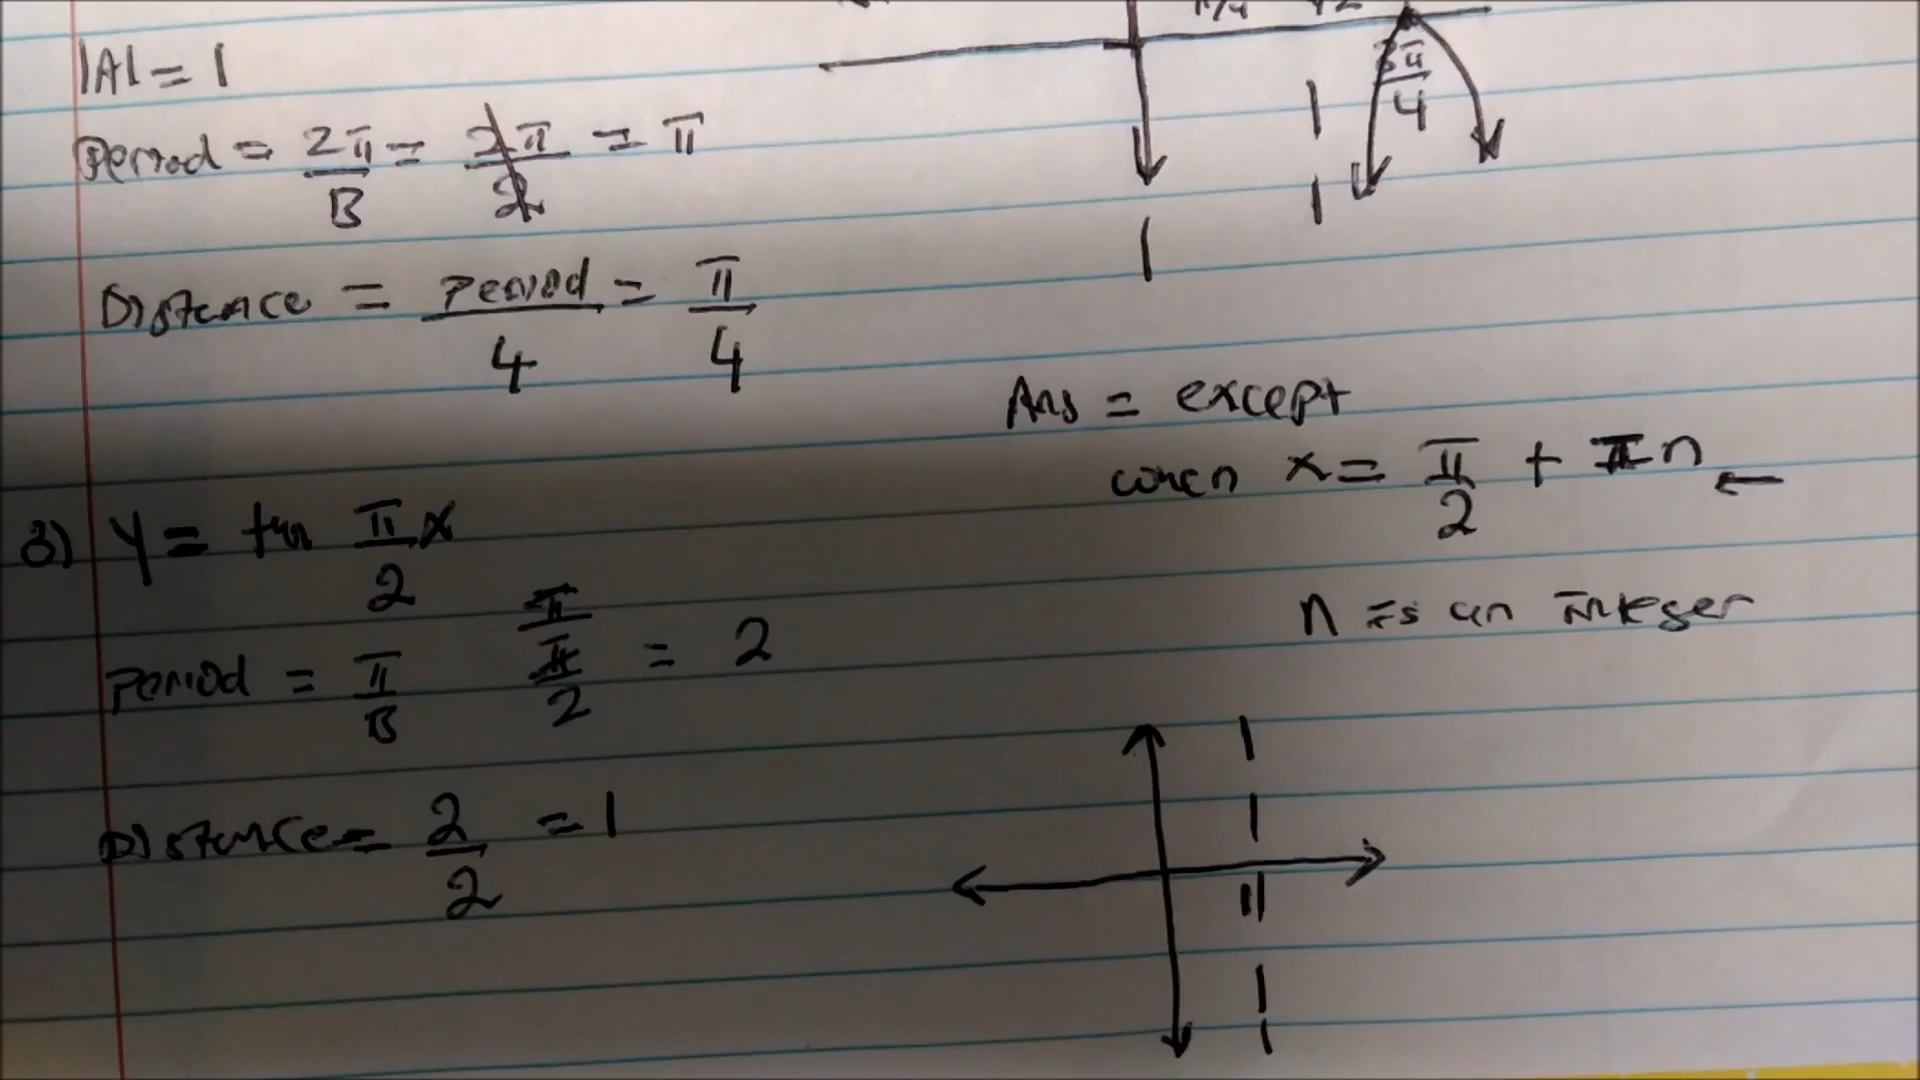 |A| = 1
Period = 2π/B = 2π/2 = π
3π/4
Distance = Period/4 = π/4
Ans = except
when x = π/2 + πn ←
n is an integer
3) y = tan π/2 x
Period = π/B π/(π/2) = 2
Distance = 2/2 = 1
1